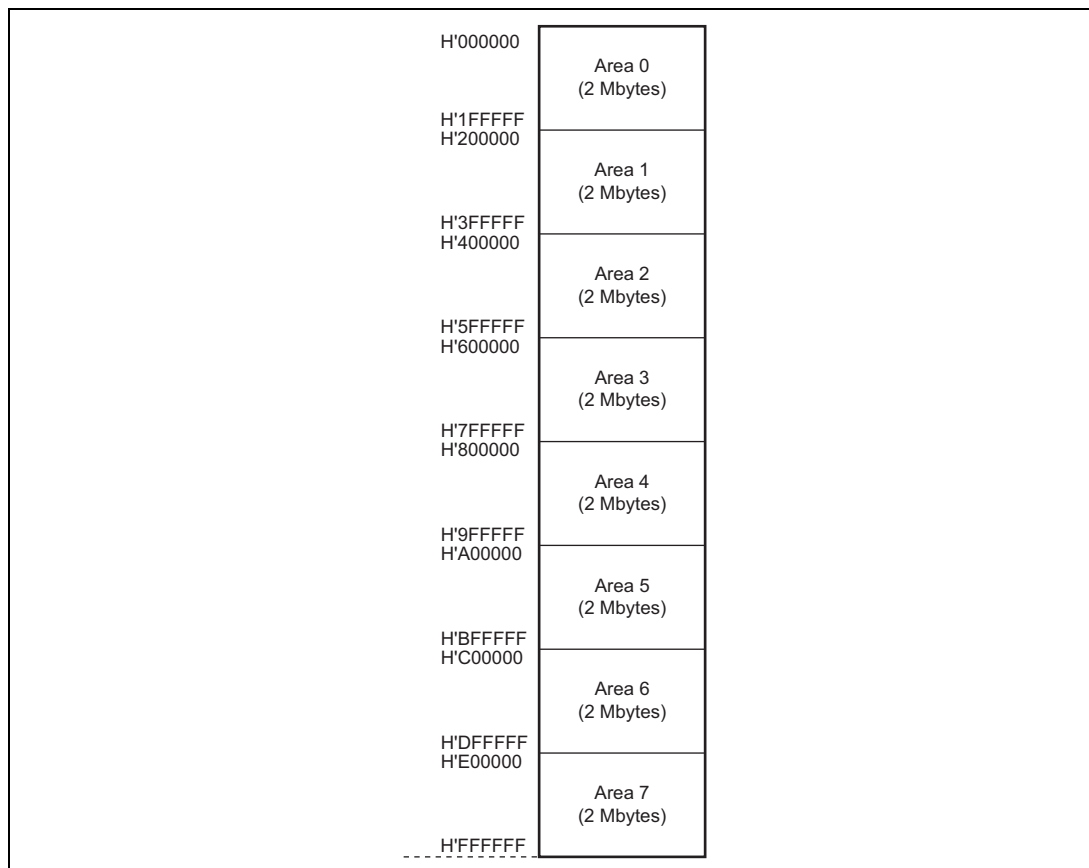 H'000000
Area 0
(2 Mbytes)
H'1FFFFF
H'200000
Area 1
(2 Mbytes)
H'3FFFFF
H'400000
Area 2
(2 Mbytes)
H'5FFFFF
H'600000
Area 3
(2 Mbytes)
H'7FFFFF
H'800000
Area 4
(2 Mbytes)
H'9FFFFF
H'A00000
Area 5
(2 Mbytes)
H'BFFFFF
H'C00000
Area 6
(2 Mbytes)
H'DFFFFF
H'E00000
Area 7
(2 Mbytes)
H'FFFFFF